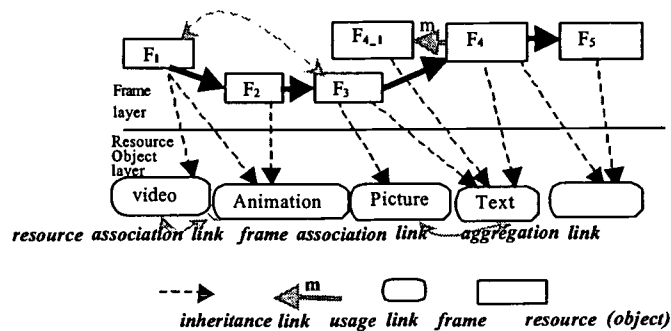 m
F1 F4_1 F4 F5
F2 F3
Frame
layer
Resource
Object
layer
video Animation Picture Text
resource association link frame association link aggregation link
m
inheritance link usage link frame resource (object)